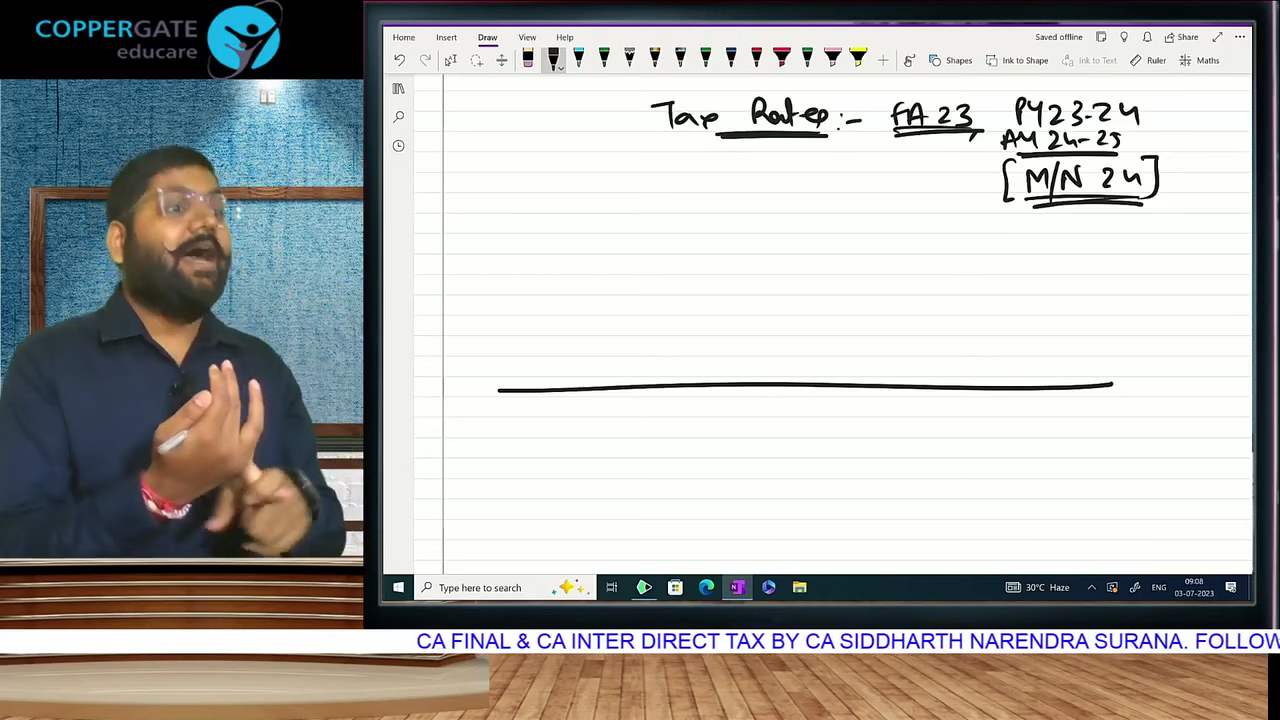 COPPERGATE
educare
Home Insert Draw View Help
Saved offline
Share
Shapes
Ink to Shape
Ink to Text
Ruler
Maths
Tax Rates :- FA 23 PY23-24
AY 24-25
[M/N 24]
Type here to search
30°C Haze
ENG
09:08
03-07-2023
CA FINAL & CA INTER DIRECT TAX BY CA SIDDHARTH NARENDRA SURANA. FOLLOW